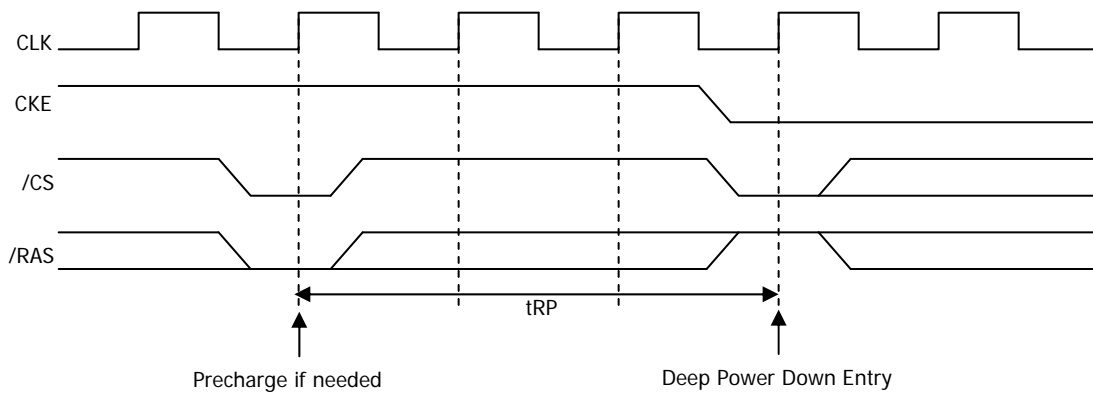 CLK
CKE
/CS
/RAS
tRP
Precharge if needed
Deep Power Down Entry